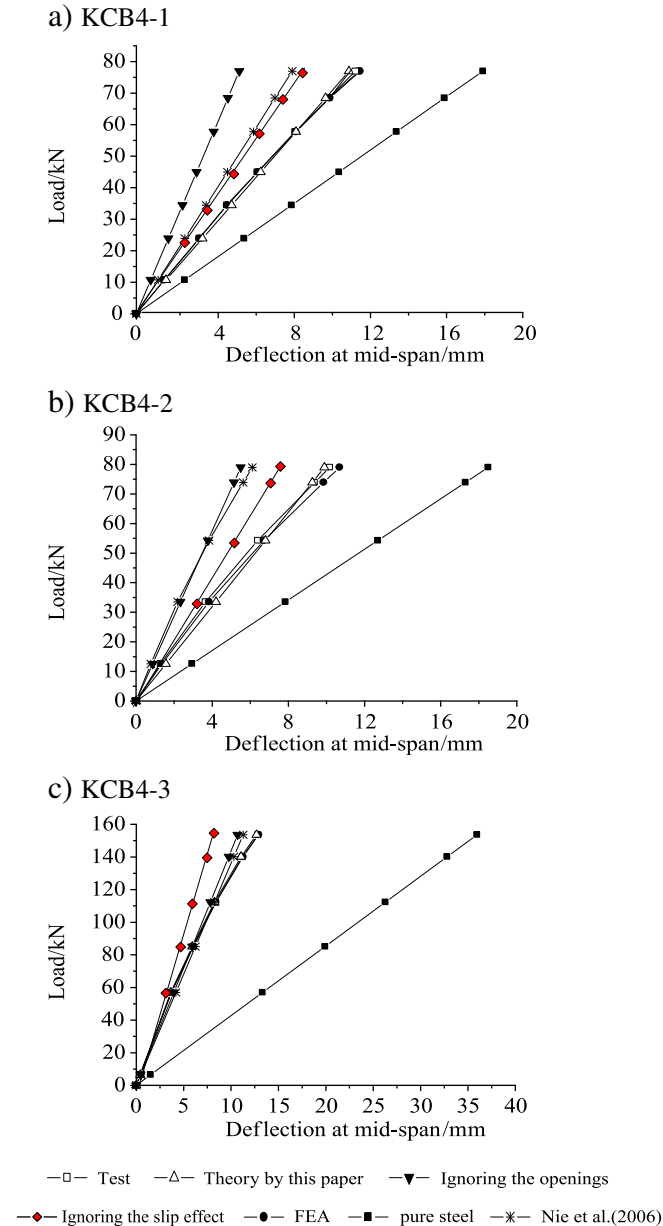 a) KCB4-1
80
70
60
50
40
30
20
10
0
Load/kN
0 4 8 12 16 20
Deflection at mid-span/mm
b) KCB4-2
90
80
70
60
50
40
30
20
10
0
Load/kN
0 4 8 12 16 20
Deflection at mid-span/mm
c) KCB4-3
160
140
120
100
80
60
40
20
0
Load/kN
0 5 10 15 20 25 30 35 40
Deflection at mid-span/mm
Test Theory by this paper Ignoring the openings
Ignoring the slip effect FEA pure steel Nie et al.(2006)